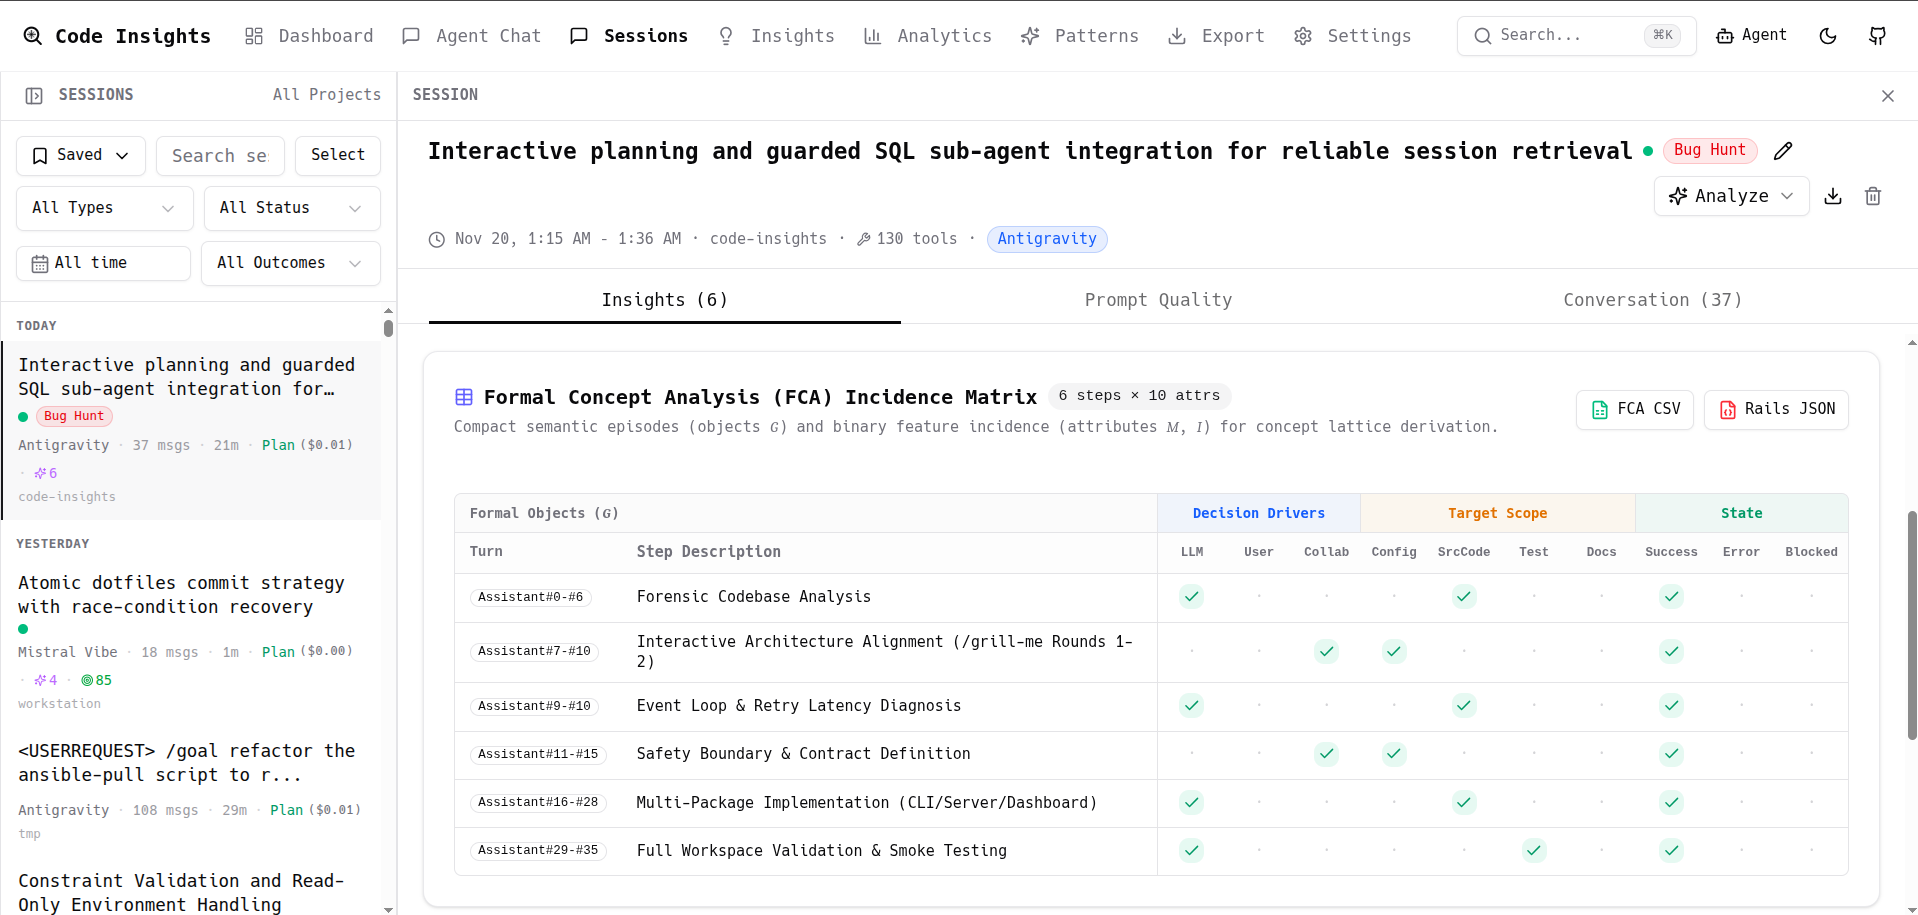 Code Insights Dashboard Agent Chat Sessions Insights Analytics Patterns Export Settings Search... ⌘K Agent
SESSIONS All Projects
Saved Search se Select
All Types All Status
All time All Outcomes
TODAY
Interactive planning and guarded
SQL sub-agent integration for…
Bug Hunt
Antigravity · 37 msgs · 21m · Plan ($0.01)
· 6
code-insights
YESTERDAY
Atomic dotfiles commit strategy
with race-condition recovery
Mistral Vibe · 18 msgs · 1m · Plan ($0.00)
· 4 · 85
workstation
<USERREQUEST> /goal refactor the
ansible-pull script to r...
Antigravity · 108 msgs · 29m · Plan ($0.01)
tmp
Constraint Validation and Read-
Only Environment Handling
SESSION
Interactive planning and guarded SQL sub-agent integration for reliable session retrieval Bug Hunt
Analyze
Nov 20, 1:15 AM - 1:36 AM · code-insights · 130 tools · Antigravity
Insights (6) Prompt Quality Conversation (37)
Formal Concept Analysis (FCA) Incidence Matrix 6 steps × 10 attrs
FCA CSV Rails JSON
Compact semantic episodes (objects G) and binary feature incidence (attributes M, I) for concept lattice derivation.
Formal Objects (G) Decision Drivers Target Scope State
Turn Step Description LLM User Collab Config SrcCode Test Docs Success Error Blocked
Assistant#0-#6 Forensic Codebase Analysis ✓ · · · ✓ · · ✓ · ·
Assistant#7-#10 Interactive Architecture Alignment (/grill-me Rounds 1-
2) · · ✓ ✓ · · · ✓ · ·
Assistant#9-#10 Event Loop & Retry Latency Diagnosis ✓ · · · ✓ · · ✓ · ·
Assistant#11-#15 Safety Boundary & Contract Definition · · ✓ ✓ · · · ✓ · ·
Assistant#16-#28 Multi-Package Implementation (CLI/Server/Dashboard) ✓ · · · ✓ · · ✓ · ·
Assistant#29-#35 Full Workspace Validation & Smoke Testing ✓ · · · · ✓ · ✓ · ·